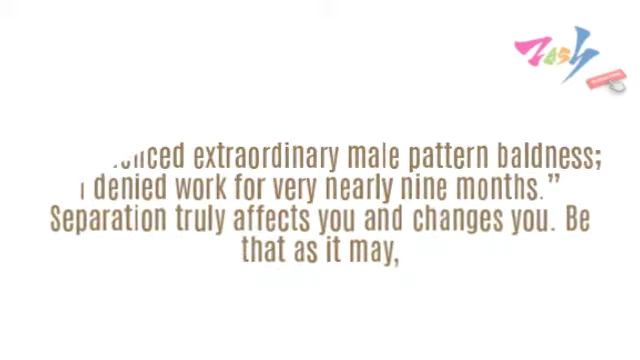 Tash
extraordinary male pattern baldness;
denied work for very nearly nine months.”
Separation truly affects you and changes you. Be
that as it may,